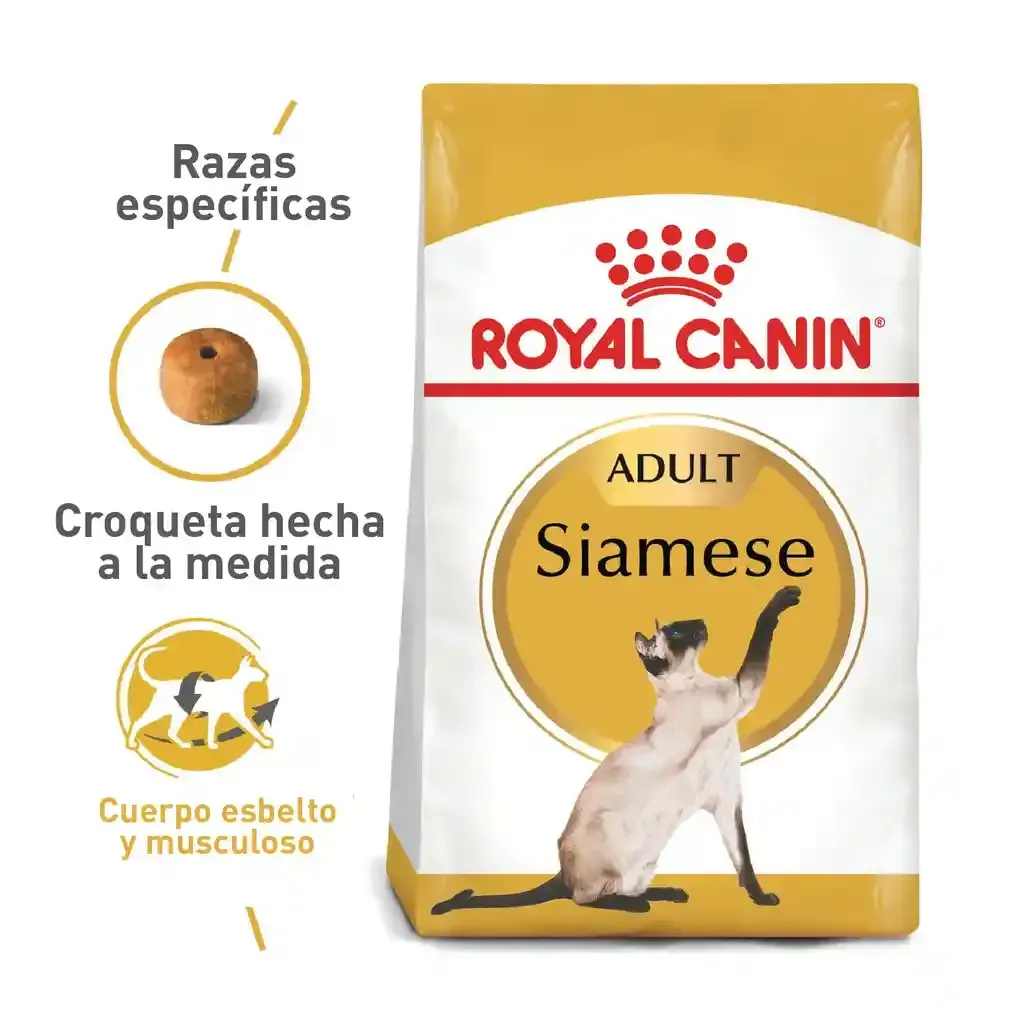 Razas
específicas
Croqueta hecha
a la medida
Cuerpo esbelto
y musculoso
ROYAL CANIN®
ADULT
Siamese